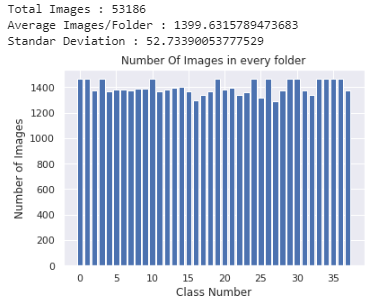 Total Images : 53186
Average Images/Folder : 1399.6315789473683
Standar Deviation : 52.73390053777529
Number Of Images in every folder
Number of Images
1400
1200
1000
800
600
400
200
0
0 5 10 15 20 25 30 35
Class Number